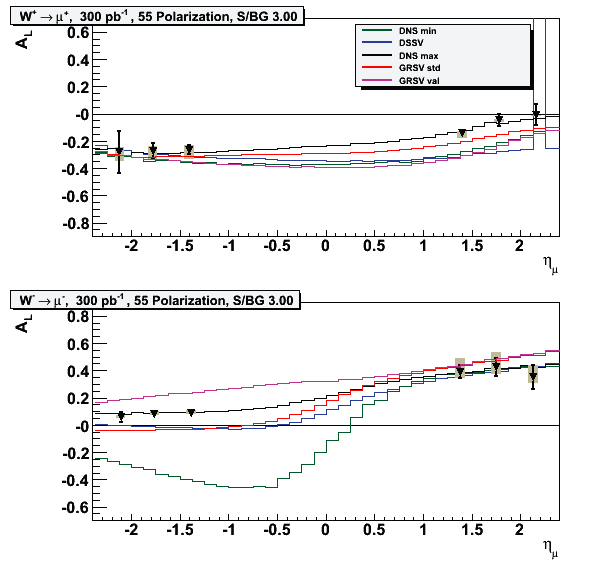 W⁺ → μ⁺, 300 pb⁻¹ , 55 Polarization, S/BG 3.00
A_L
0.6
0.4
0.2
-0
-0.2
-0.4
-0.6
-0.8
DNS min
DSSV
DNS max
GRSV std
GRSV val
-2 -1.5 -1 -0.5 0 0.5 1 1.5 2
η_μ
W⁻ → μ⁻, 300 pb⁻¹ , 55 Polarization, S/BG 3.00
A_L
0.8
0.6
0.4
0.2
-0
-0.2
-0.4
-0.6
-2 -1.5 -1 -0.5 0 0.5 1 1.5 2
η_μ